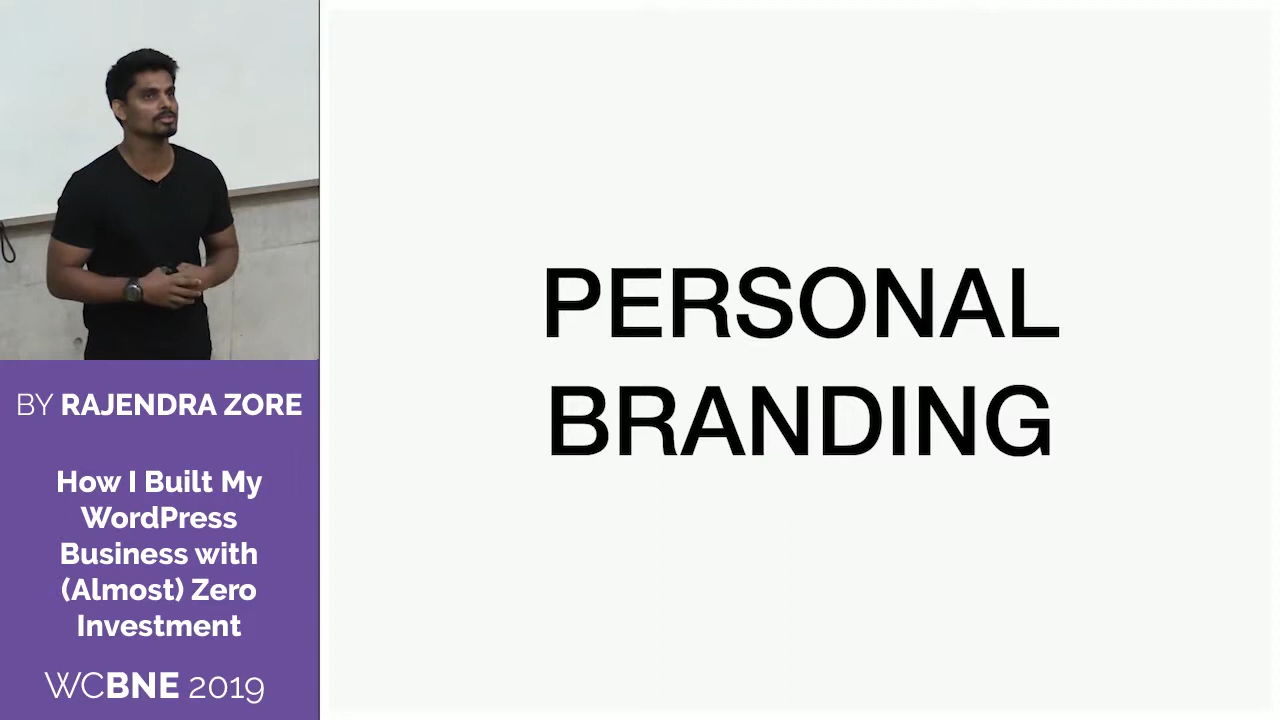 PERSONAL
BRANDING
BY RAJENDRA ZORE
How I Built My
WordPress
Business with
(Almost) Zero
Investment
WCBNE 2019